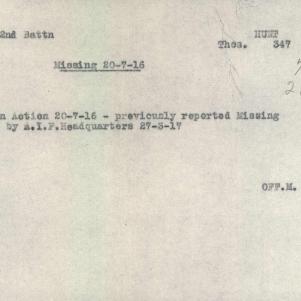 2nd Battn HUNT
Thos. 347
Missing 20-7-16
n Action 20-7-16 - previously reported Missing
by A.I.F.Headquarters 27-3-17
OFF.M.